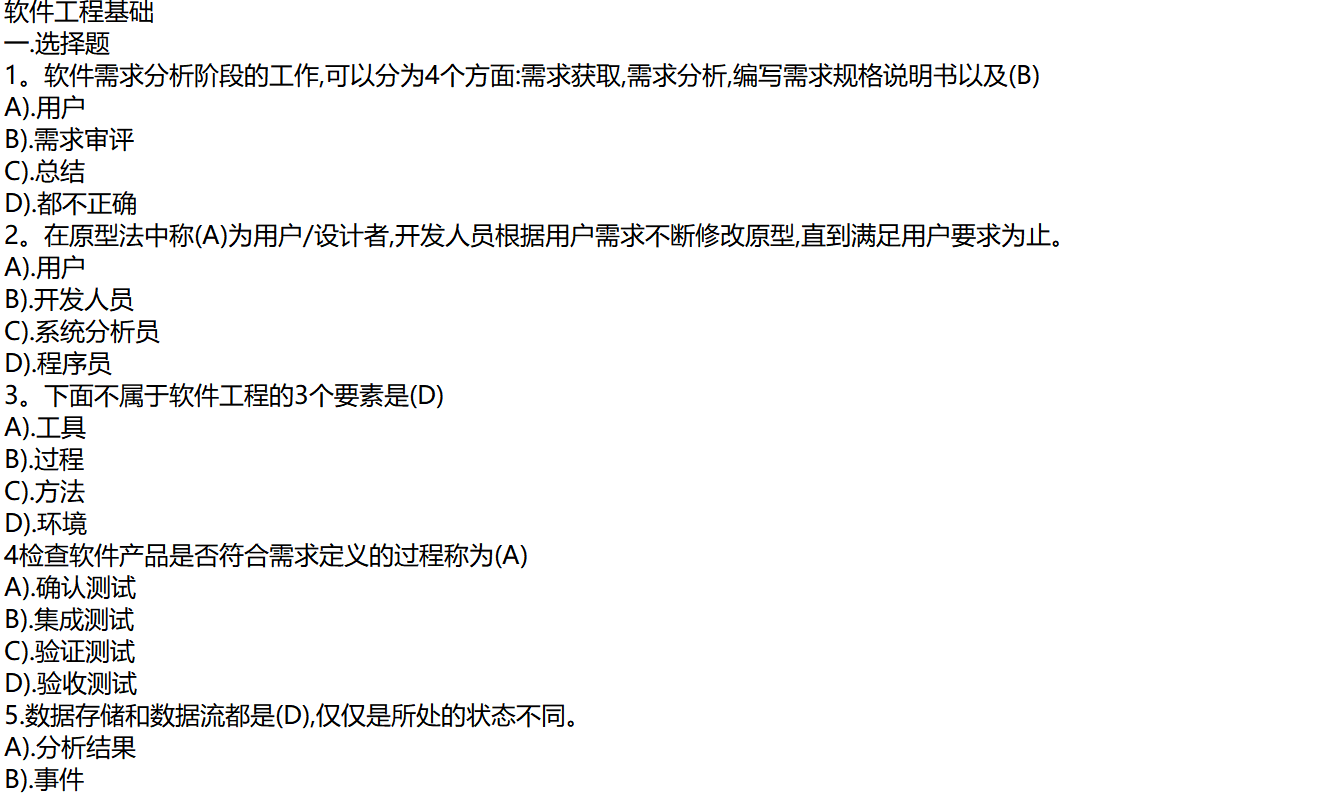 软件工程基础
一.选择题
1。软件需求分析阶段的工作,可以分为4个方面:需求获取,需求分析,编写需求规格说明书以及(B)
A).用户
B).需求审评
C).总结
D).都不正确
2。在原型法中称(A)为用户/设计者,开发人员根据用户需求不断修改原型,直到满足用户要求为止。
A).用户
B).开发人员
C).系统分析员
D).程序员
3。下面不属于软件工程的3个要素是(D)
A).工具
B).过程
C).方法
D).环境
4检查软件产品是否符合需求定义的过程称为(A)
A).确认测试
B).集成测试
C).验证测试
D).验收测试
5.数据存储和数据流都是(D),仅仅是所处的状态不同。
A).分析结果
B).事件